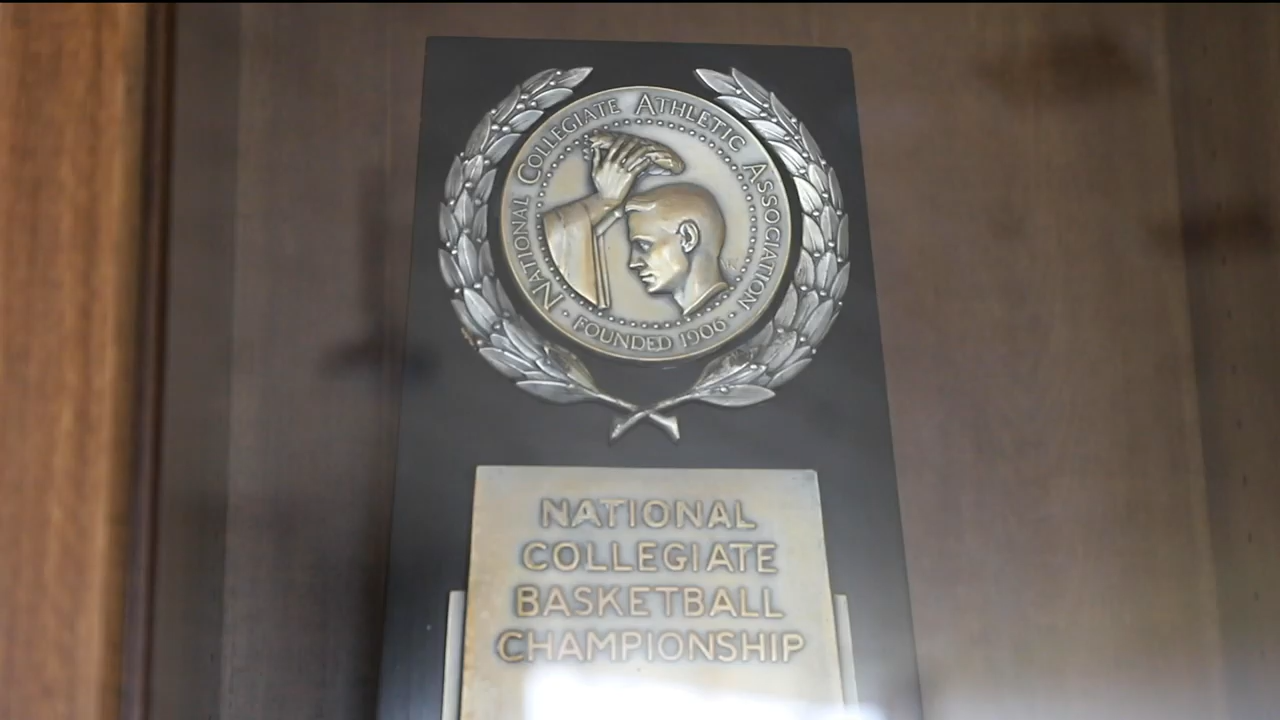 NATIONAL COLLEGIATE ATHLETIC ASSOCIATION
· FOUNDED 1906 ·
NATIONAL
COLLEGIATE
BASKETBALL
CHAMPIONSHIP